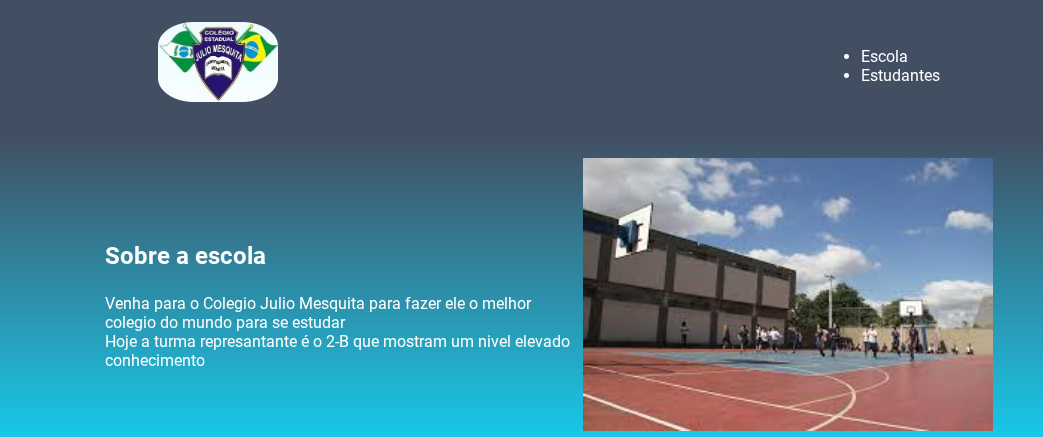 COLÉGIO
ESTADUAL
JULIO MESQUITA
Escola
Estudantes
Sobre a escola
Venha para o Colegio Julio Mesquita para fazer ele o melhor
colegio do mundo para se estudar
Hoje a turma represantante é o 2-B que mostram um nivel elevado
conhecimento